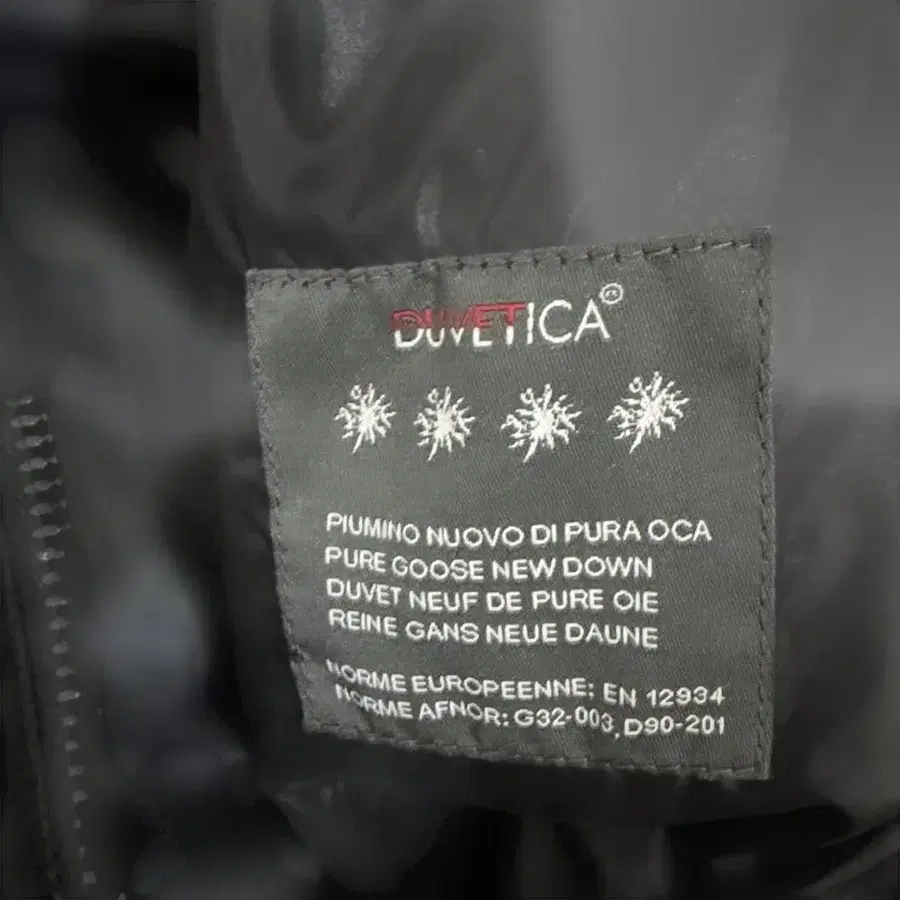 DUVETICA®
PIUMINO NUOVO DI PURA OCA
PURE GOOSE NEW DOWN
DUVET NEUF DE PURE OIE
REINE GANS NEUE DAUNE
NORME EUROPEENNE: EN 12934
NORME AFNOR: G32-003, D90-201